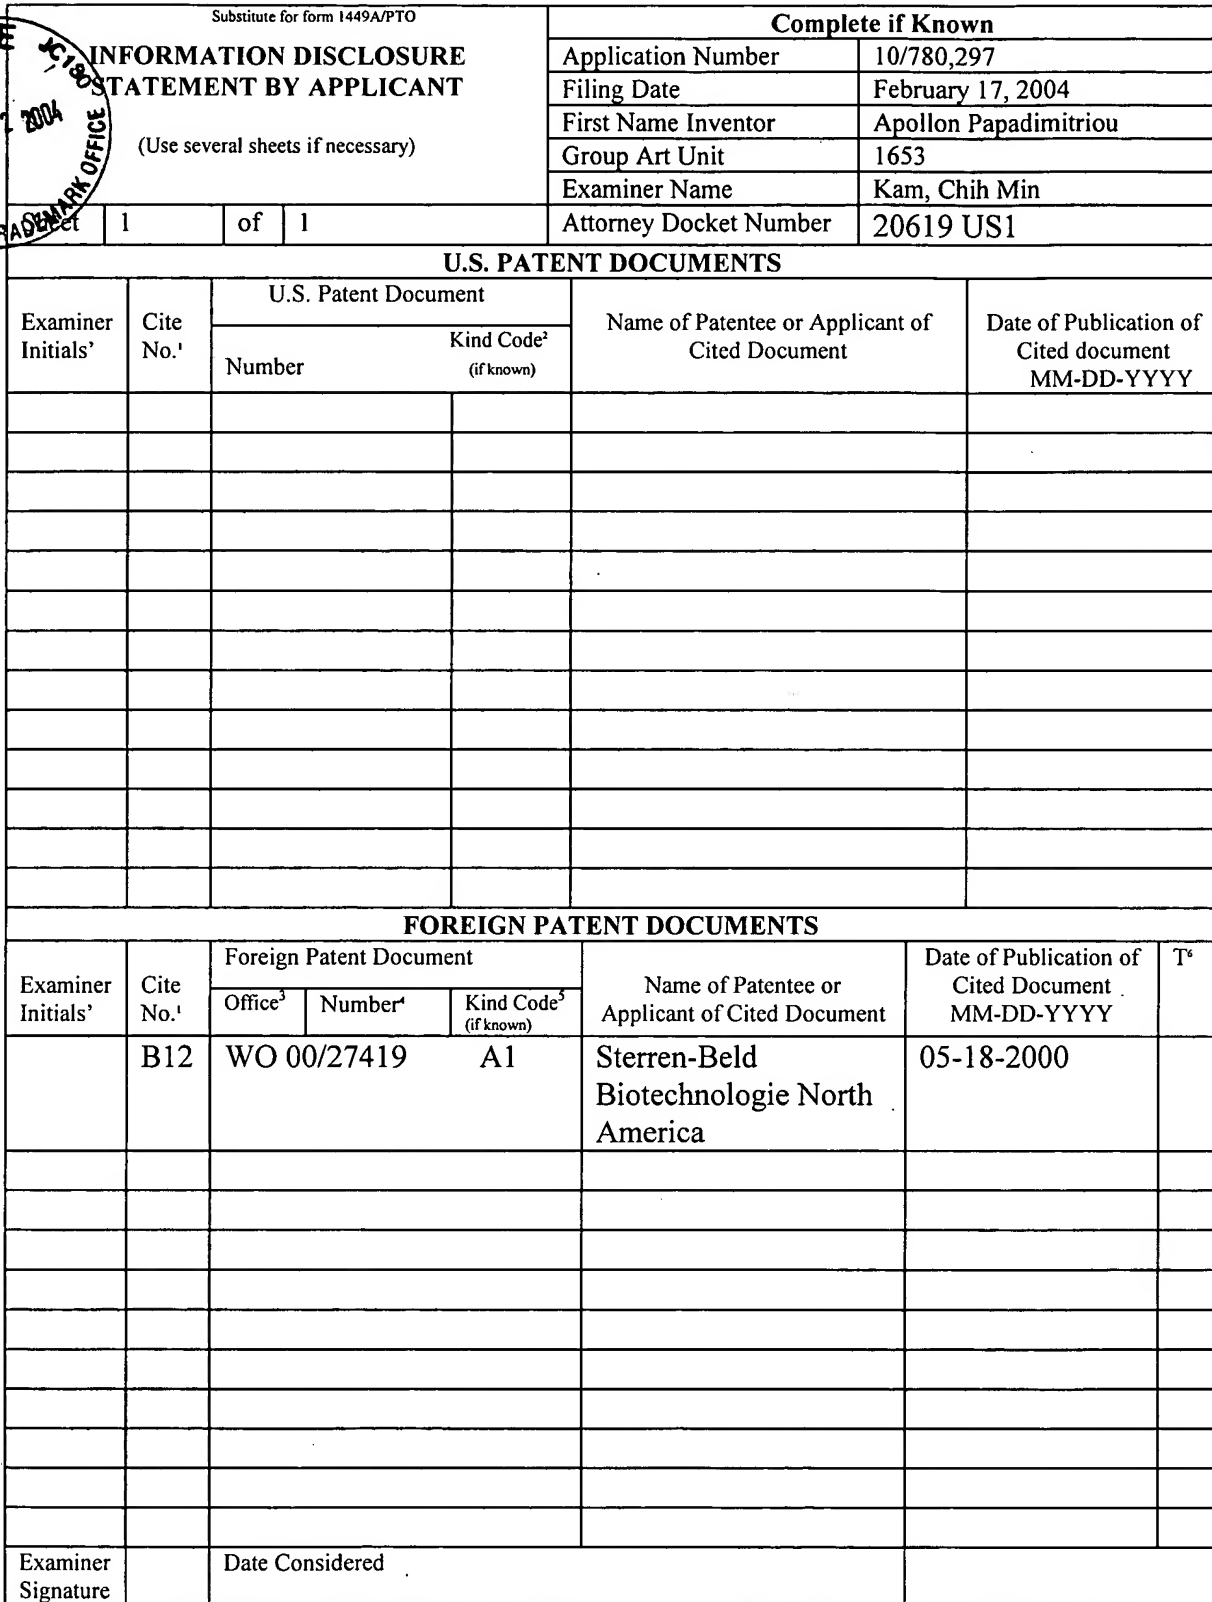 Substitute for form 1449A/PTO
INFORMATION DISCLOSURE
STATEMENT BY APPLICANT
(Use several sheets if necessary)
Sheet 1 of 1
JC180
2004
OFFICE
Complete if Known
Application Number 10/780,297
Filing Date February 17, 2004
First Name Inventor Apollon Papadimitriou
Group Art Unit 1653
Examiner Name Kam, Chih Min
Attorney Docket Number 20619 US1
U.S. PATENT DOCUMENTS
Examiner Initials'
Cite No.¹
U.S. Patent Document
Number
Kind Code² (if known)
Name of Patentee or Applicant of Cited Document
Date of Publication of Cited document MM-DD-YYYY
FOREIGN PATENT DOCUMENTS
Examiner Initials'
Cite No.¹
Foreign Patent Document
Office³
Number⁴
Kind Code⁵ (if known)
Name of Patentee or Applicant of Cited Document
Date of Publication of Cited Document MM-DD-YYYY
T⁶
B12 WO 00/27419 A1 Sterren-Beld Biotechnologie North America 05-18-2000
Examiner Signature
Date Considered